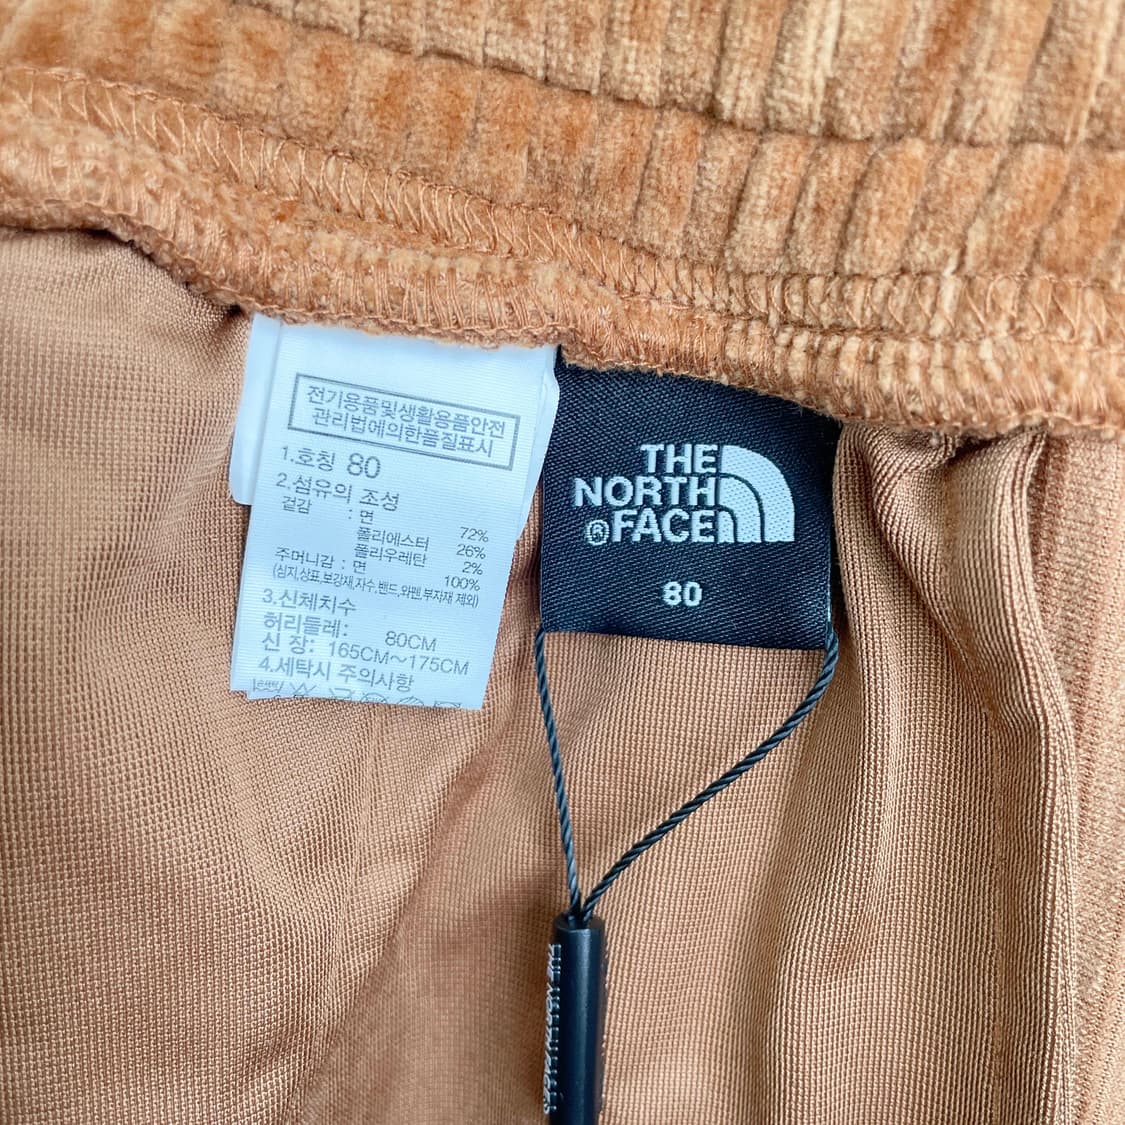 전기용품및생활용품안전
관리법에의한품질표시
1.호칭 80
2.섬유의 조성
겉감 : 면 72%
폴리에스터 26%
폴리우레탄 2%
주머니감 : 면 100%
(심지,상표,보강재,자수,밴드,와펜,부자재 제외)
3.신체치수
허리둘레: 80CM
신 장: 165CM~175CM
4.세탁시 주의사항
THE
NORTH
®FACE
80